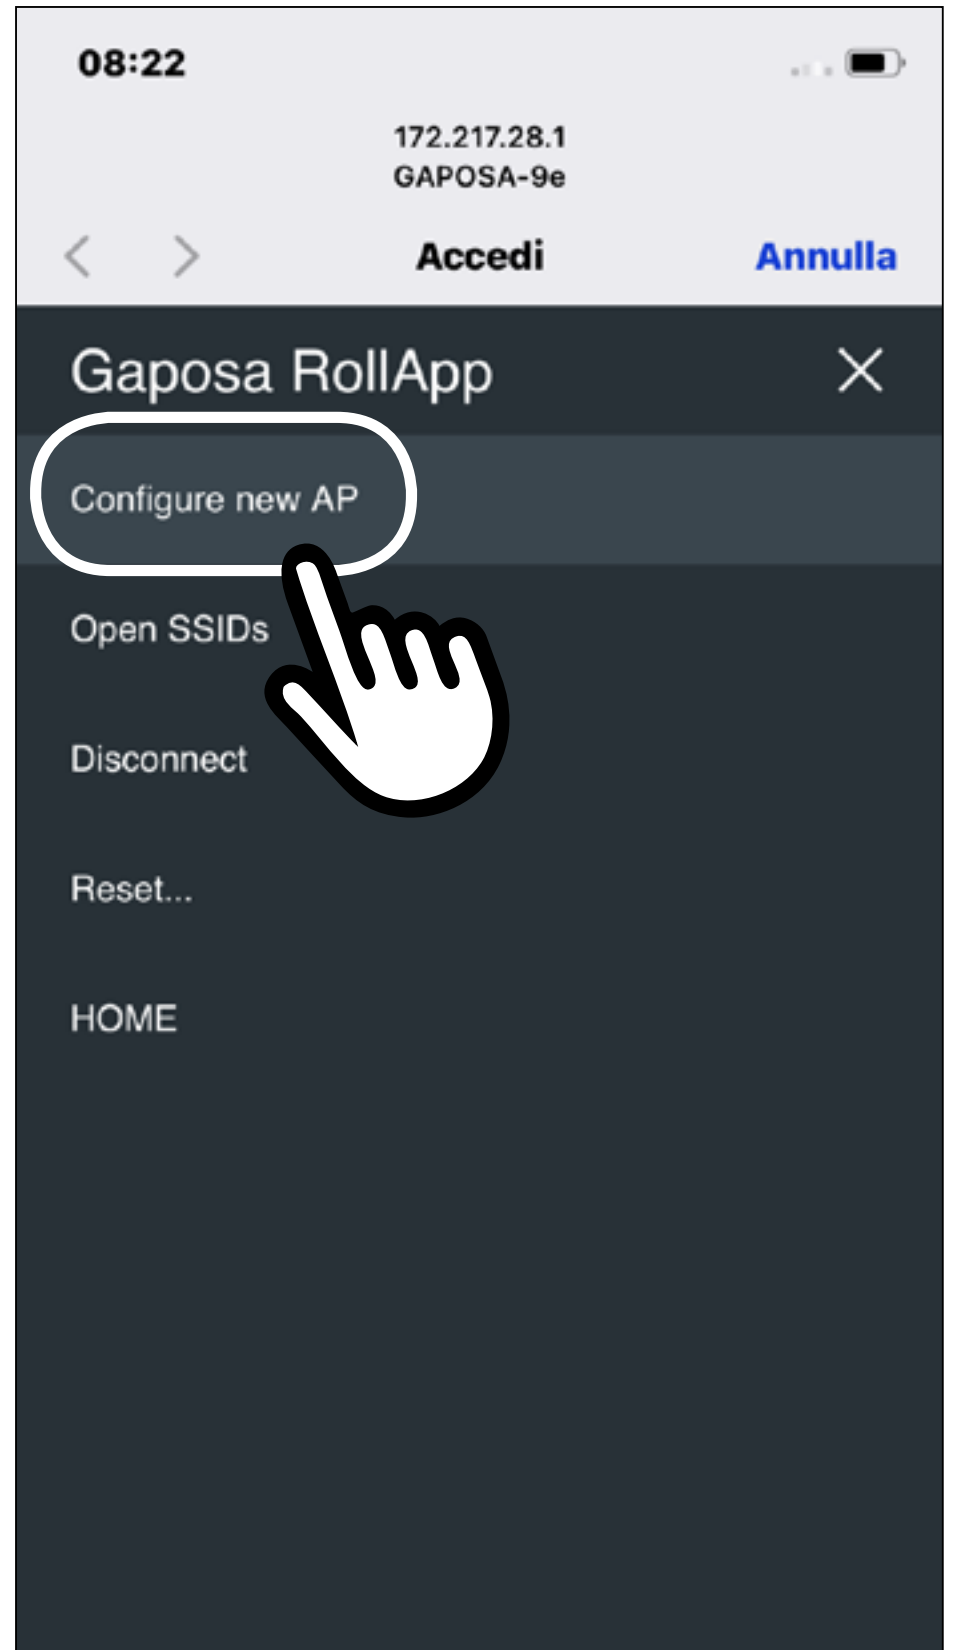 08:22
172.217.28.1
GAPOSA-9e
Accedi
Annulla
Gaposa RollApp
Configure new AP
Open SSIDs
Disconnect
Reset...
HOME